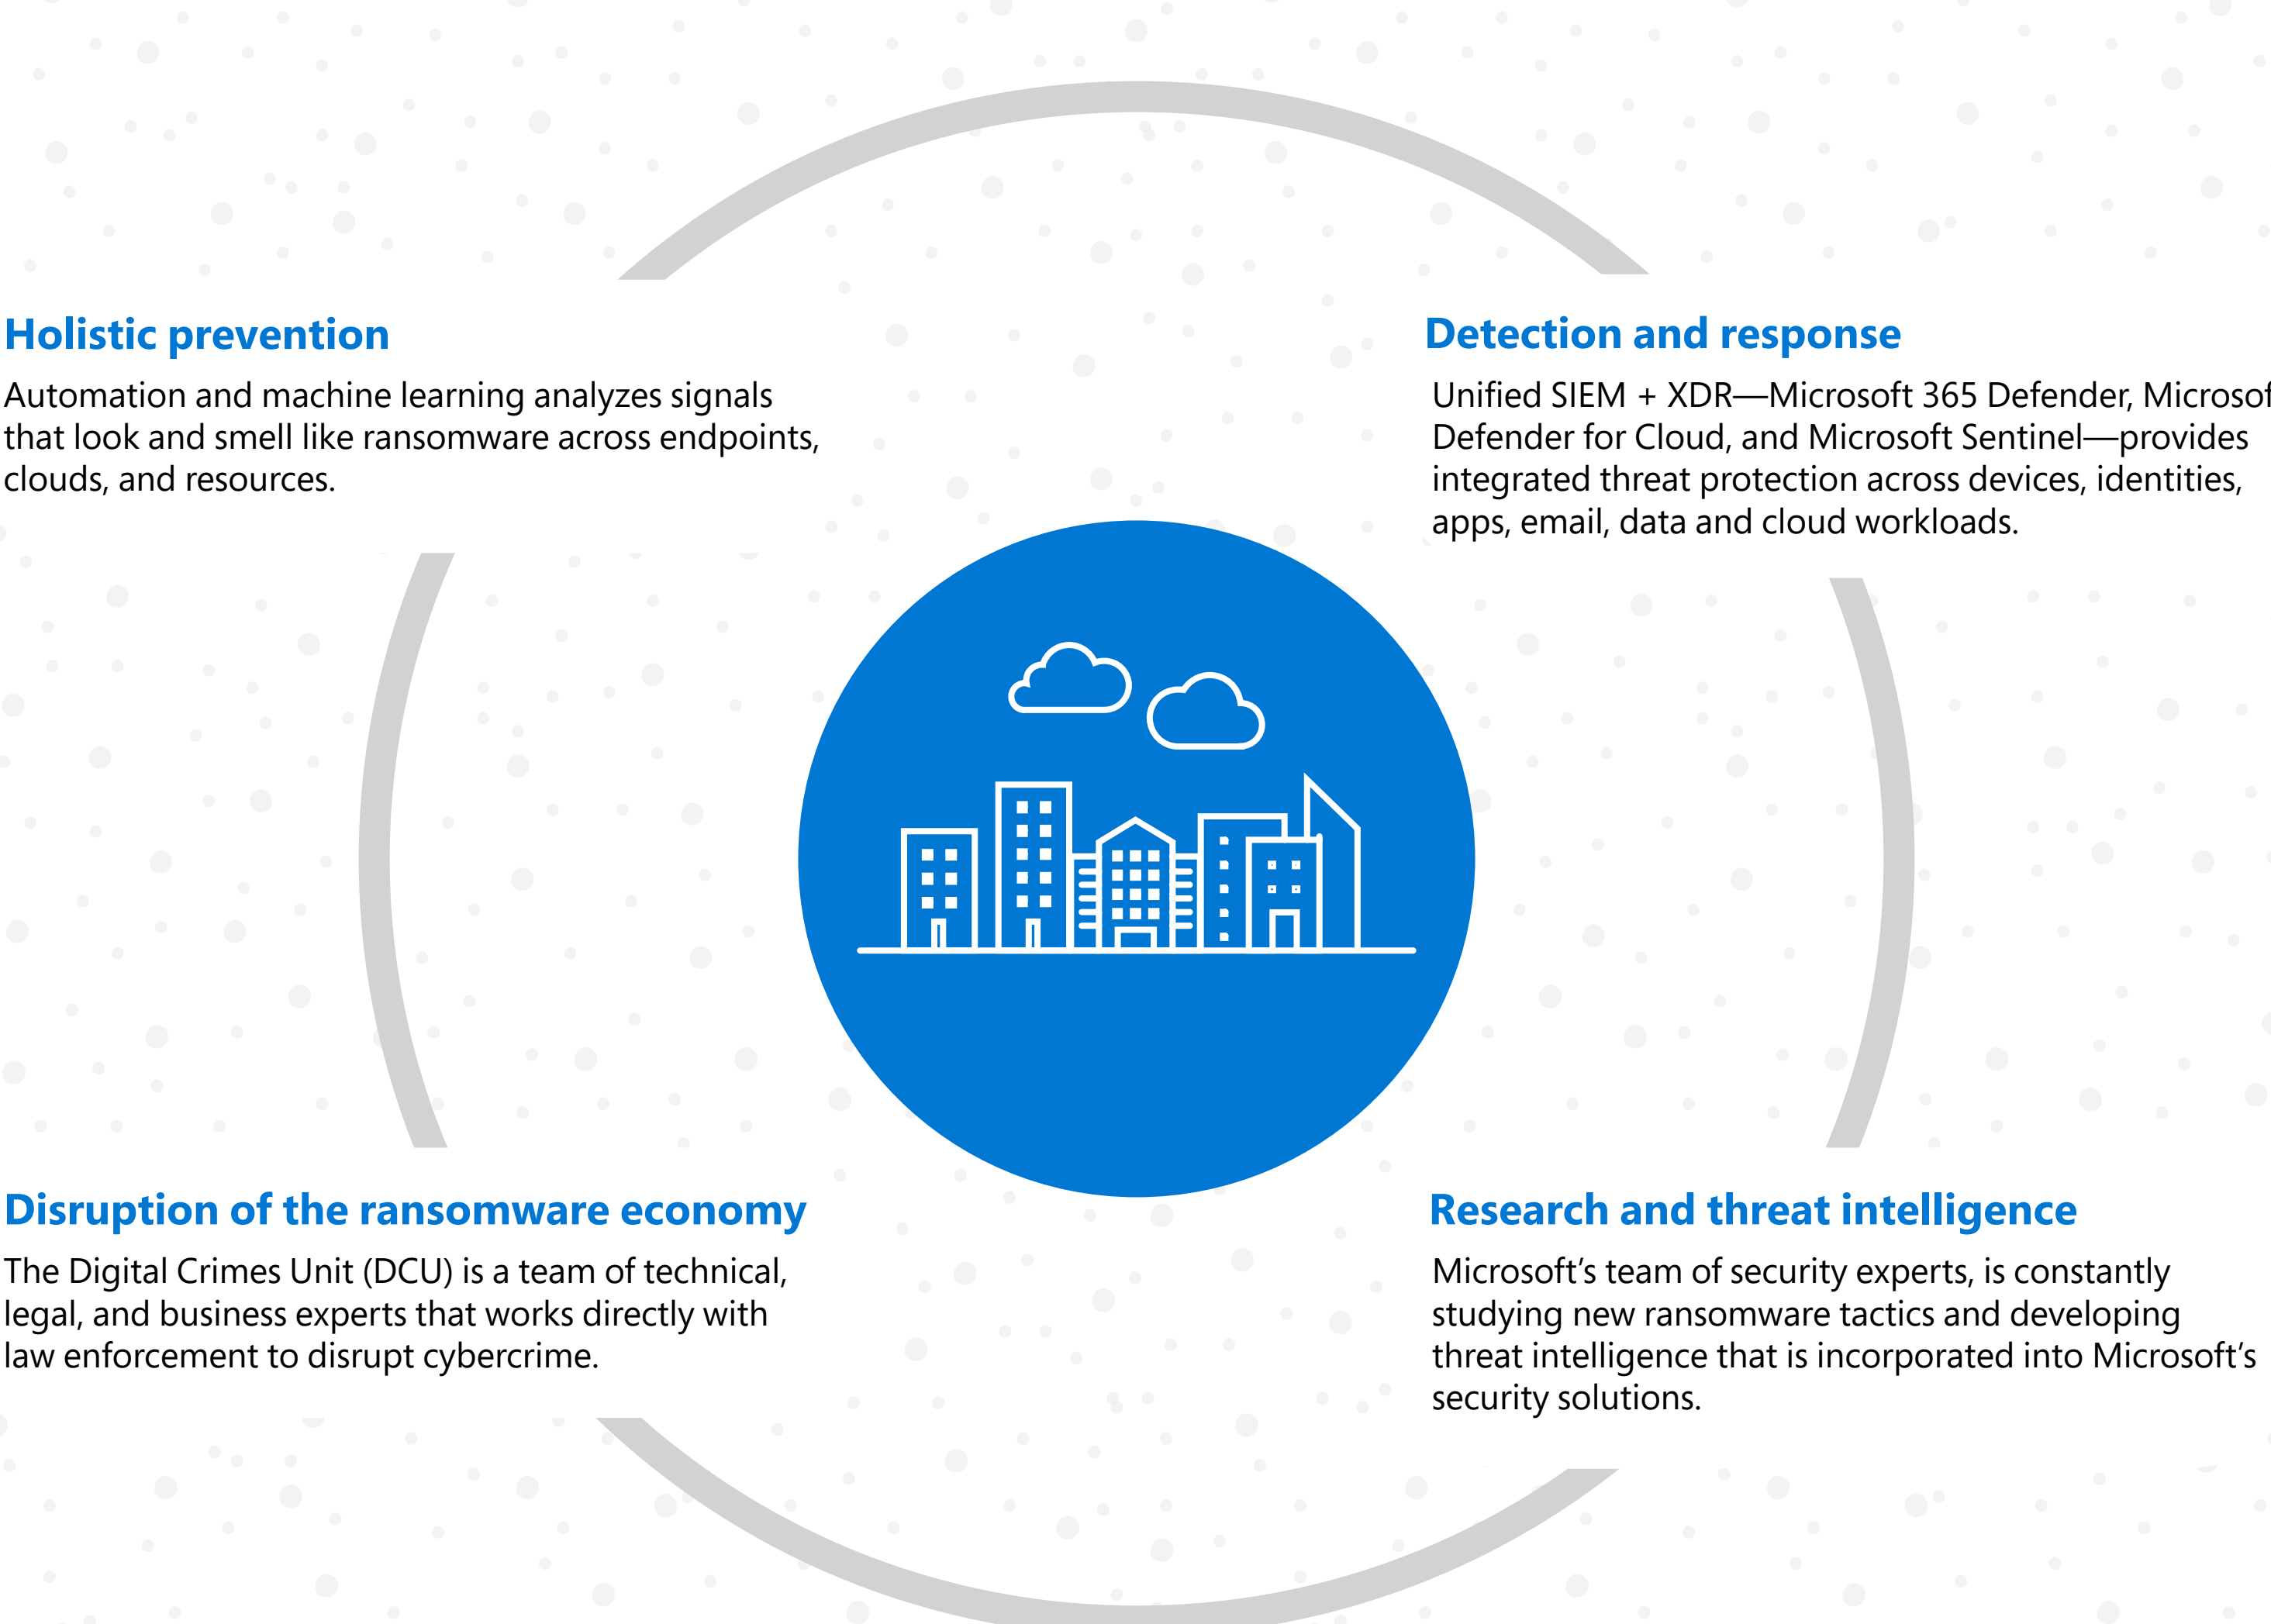 Holistic prevention
Automation and machine learning analyzes signals
that look and smell like ransomware across endpoints,
clouds, and resources.
Detection and response
Unified SIEM + XDR—Microsoft 365 Defender, Microsof
Defender for Cloud, and Microsoft Sentinel—provides
integrated threat protection across devices, identities,
apps, email, data and cloud workloads.
Disruption of the ransomware economy
The Digital Crimes Unit (DCU) is a team of technical,
legal, and business experts that works directly with
law enforcement to disrupt cybercrime.
Research and threat intelligence
Microsoft’s team of security experts, is constantly
studying new ransomware tactics and developing
threat intelligence that is incorporated into Microsoft’s
security solutions.